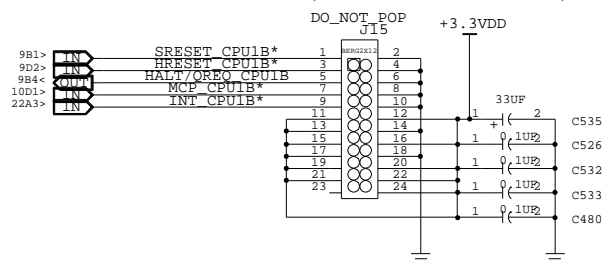 DO_NOT_POP
J15
+3.3VDD
BERG2X12
9B1> IN SRESET_CPU1B* 1 2
9D2> IN HRESET_CPU1B* 3 4
9B4< OUT HALT/QREQ_CPU1B 5 6
10D1> IN MCP_CPU1B* 7 8
22A3> IN INT_CPU1B* 9 10
11 12
13 14
15 16
17 18
19 20
21 22
23 24
33UF
1 + 2 C535
1 0.1UF 2 C526
1 0.1UF 2 C532
1 0.1UF 2 C533
1 0.1UF 2 C480